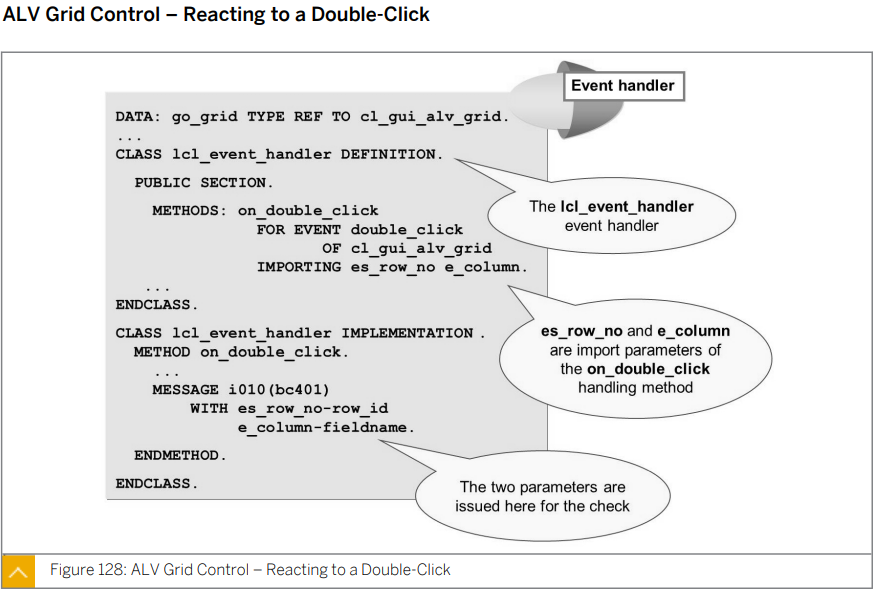 ALV Grid Control – Reacting to a Double-Click
Event handler
DATA: go_grid TYPE REF TO cl_gui_alv_grid.
...
CLASS lcl_event_handler DEFINITION.
PUBLIC SECTION.
METHODS: on_double_click
FOR EVENT double_click
OF cl_gui_alv_grid
IMPORTING es_row_no e_column.
...
ENDCLASS.
CLASS lcl_event_handler IMPLEMENTATION .
METHOD on_double_click.
...
MESSAGE i010(bc401)
WITH es_row_no-row_id
e_column-fieldname.
ENDMETHOD.
ENDCLASS.
The lcl_event_handler
event handler
es_row_no and e_column
are import parameters of
the on_double_click
handling method
The two parameters are
issued here for the check
Figure 128: ALV Grid Control – Reacting to a Double-Click